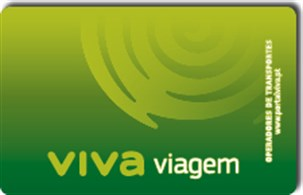 viva viagem
OPERADORES DE TRANSPORTES
www.portalviva.pt